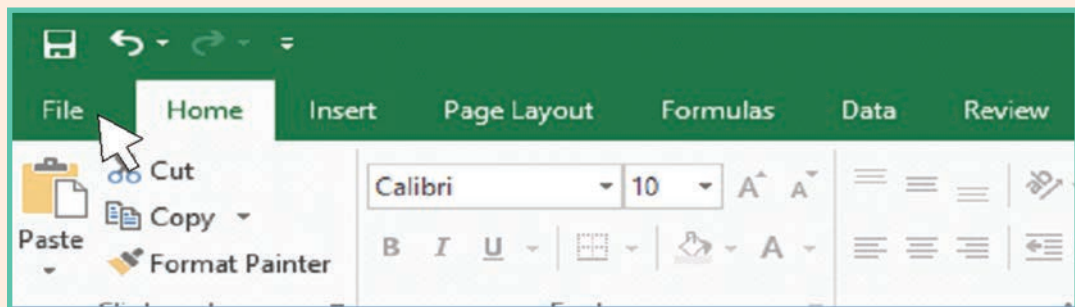 File Home Insert Page Layout Formulas Data Review
Cut
Calibri 10 A A
Copy
Paste B I U A
Format Painter